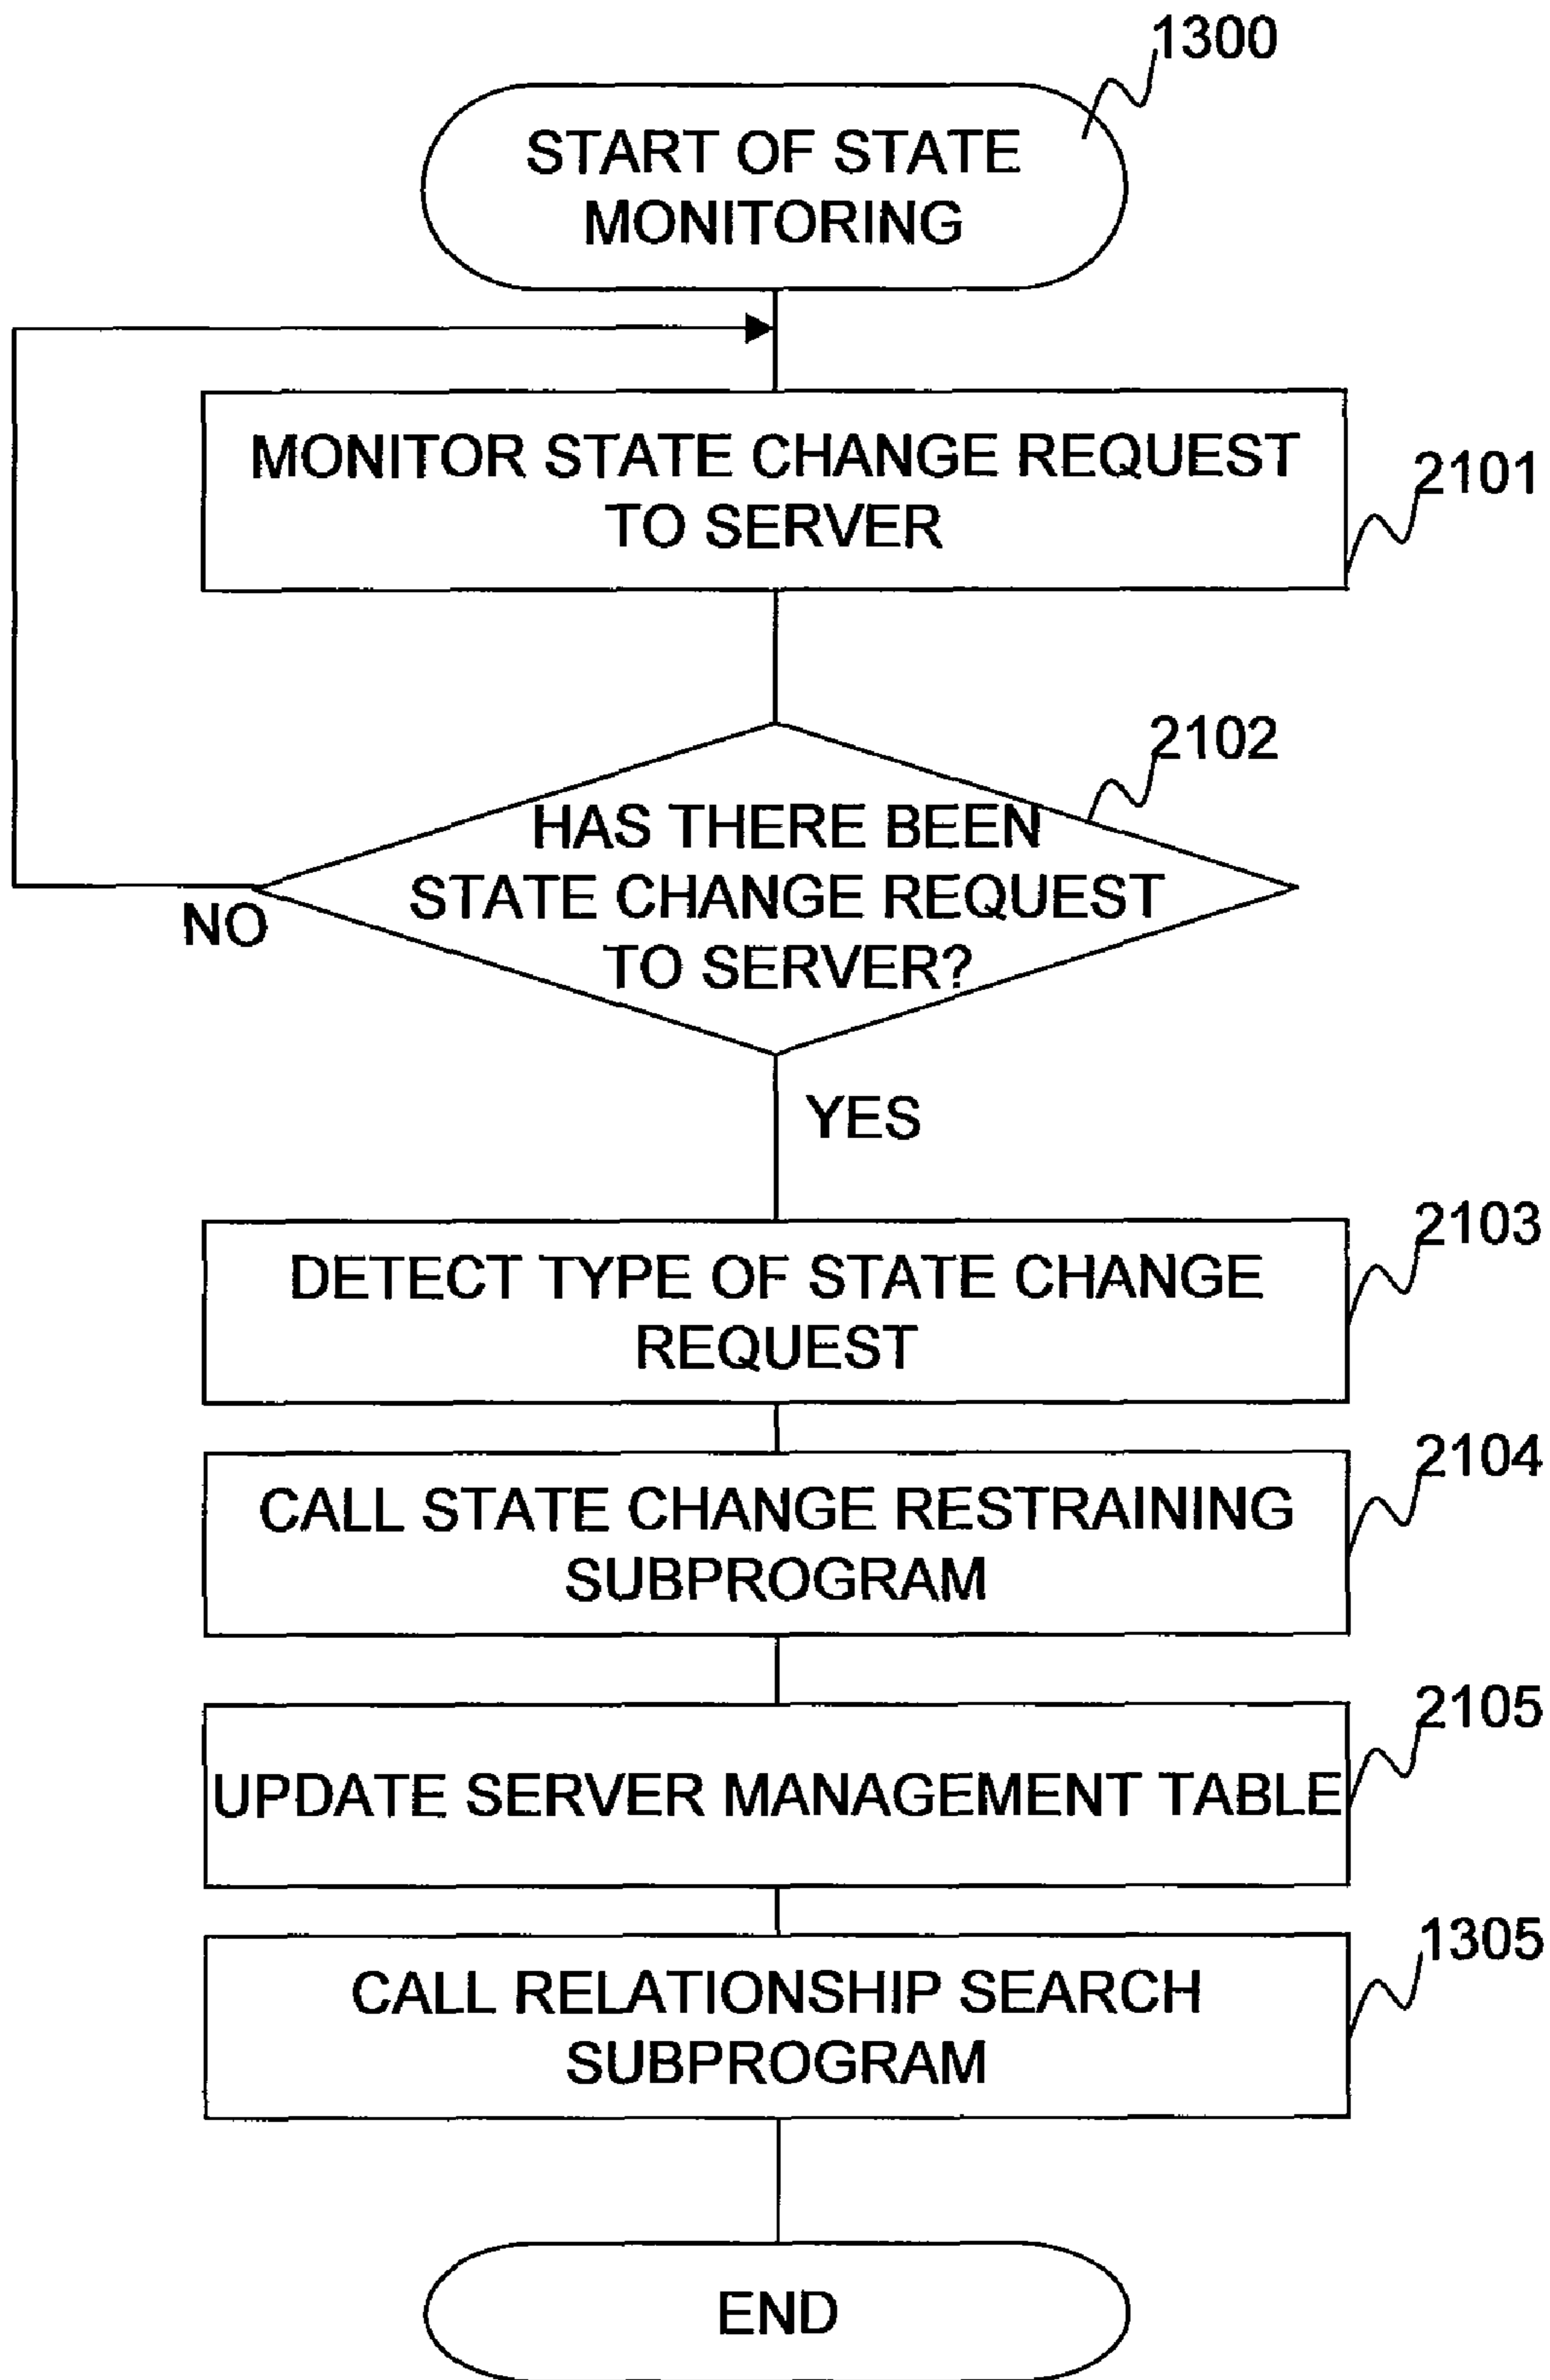 1300
START OF STATE
MONITORING
MONITOR STATE CHANGE REQUEST
TO SERVER
2101
2102
HAS THERE BEEN
STATE CHANGE REQUEST
TO SERVER?
NO
YES
2103
DETECT TYPE OF STATE CHANGE
REQUEST
2104
CALL STATE CHANGE RESTRAINING
SUBPROGRAM
2105
UPDATE SERVER MANAGEMENT TABLE
1305
CALL RELATIONSHIP SEARCH
SUBPROGRAM
END